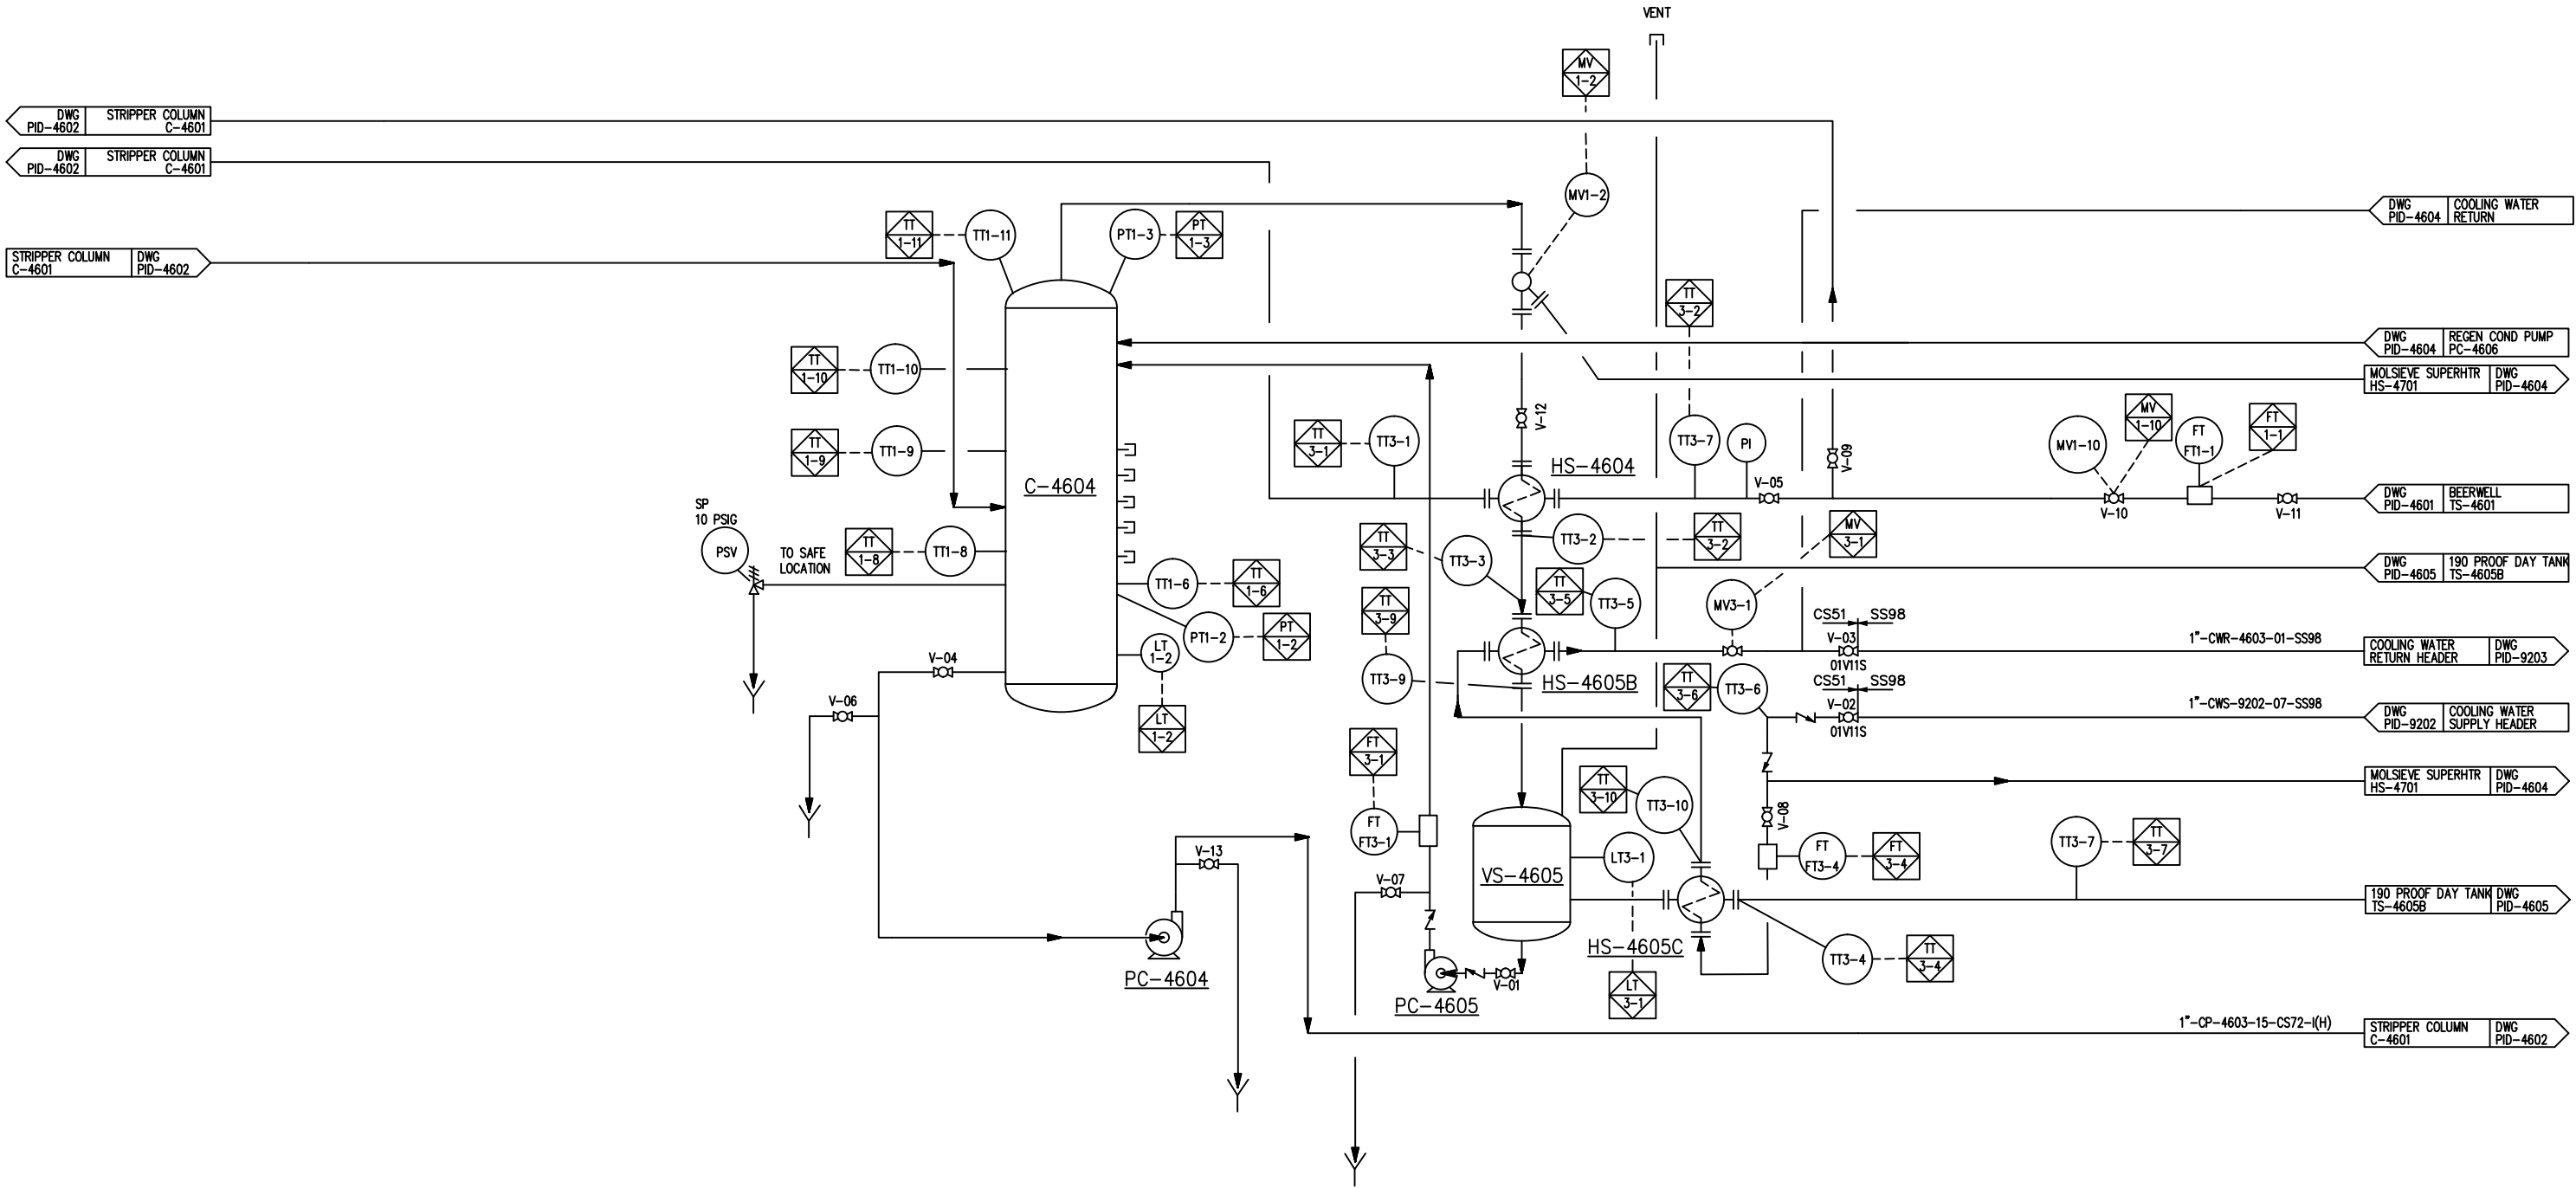 VENT
MV
1-2
DWG
PID-4602
STRIPPER COLUMN
C-4601
DWG
PID-4602
STRIPPER COLUMN
C-4601
MV1-2
DWG
PID-4604
COOLING WATER
RETURN
TT
1-11
TT1-11
PT1-3
PT
1-3
STRIPPER COLUMN
C-4601
DWG
PID-4602
TT
3-2
DWG
PID-4604
REGEN COND PUMP
PC-4606
TT
1-10
TT1-10
MOLSIEVE SUPERHTR
HS-4701
DWG
PID-4604
V-12
TT
3-1
TT3-1
TT3-7
PI
V-09
MV1-10
MV
1-10
FT
FT1-1
FT
1-1
TT
1-9
TT1-9
HS-4604
C-4604
V-05
V-10
V-11
DWG
PID-4601
BEERWELL
TS-4601
SP
10 PSIG
PSV
TO SAFE
LOCATION
TT
1-8
TT1-8
TT
3-3
TT3-3
TT3-2
TT
3-2
MV
3-1
DWG
PID-4605
190 PROOF DAY TANK
TS-4605B
TT1-6
TT
1-6
TT
3-9
TT
3-5
TT3-5
MV3-1
CS51
SS98
V-03
01V11S
1"-CWR-4603-01-SS98
COOLING WATER
RETURN HEADER
DWG
PID-9203
PT1-2
PT
1-2
LT
1-2
V-04
TT3-9
HS-4605B
TT
3-6
TT3-6
CS51
SS98
V-02
01V11S
1"-CWS-9202-07-SS98
DWG
PID-9202
COOLING WATER
SUPPLY HEADER
V-06
LT
1-2
FT
3-1
TT
3-10
TT3-10
MOLSIEVE SUPERHTR
HS-4701
DWG
PID-4604
V-08
FT
FT3-1
V-13
VS-4605
LT3-1
FT
FT3-4
FT
3-4
TT3-7
TT
3-7
V-07
190 PROOF DAY TANK
TS-4605B
DWG
PID-4605
HS-4605C
TT3-4
TT
3-4
PC-4604
V-01
PC-4605
LT
3-1
1"-CP-4603-15-CS72-I(H)
STRIPPER COLUMN
C-4601
DWG
PID-4602